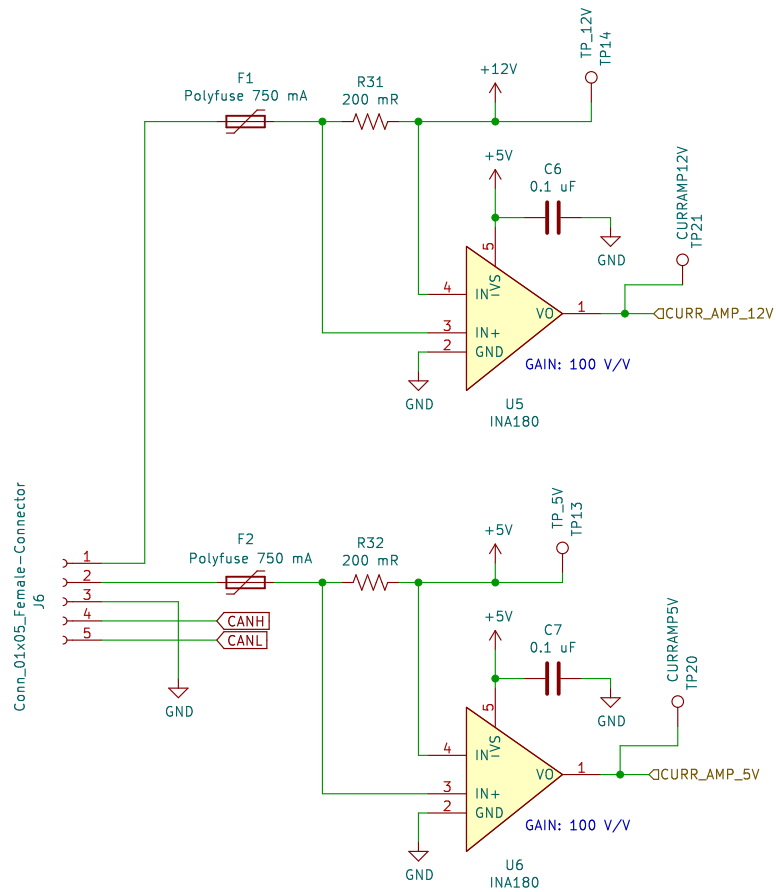 TP_12V
TP14
F1
Polyfuse 750 mA
R31
200 mR
+12V
+5V
C6
0.1 uF
GND
CURRAMP12V
TP21
5
VS
4
IN-
3
IN+
2
GND
VO
1
CURR_AMP_12V
GAIN: 100 V/V
GND
U5
INA180
Conn_01x05_Female-Connector
J6
1
2
3
4
5
CANH
CANL
GND
F2
Polyfuse 750 mA
R32
200 mR
+5V
TP_5V
TP13
+5V
C7
0.1 uF
GND
CURRAMP5V
TP20
5
VS
4
IN-
3
IN+
2
GND
VO
1
CURR_AMP_5V
GAIN: 100 V/V
GND
U6
INA180